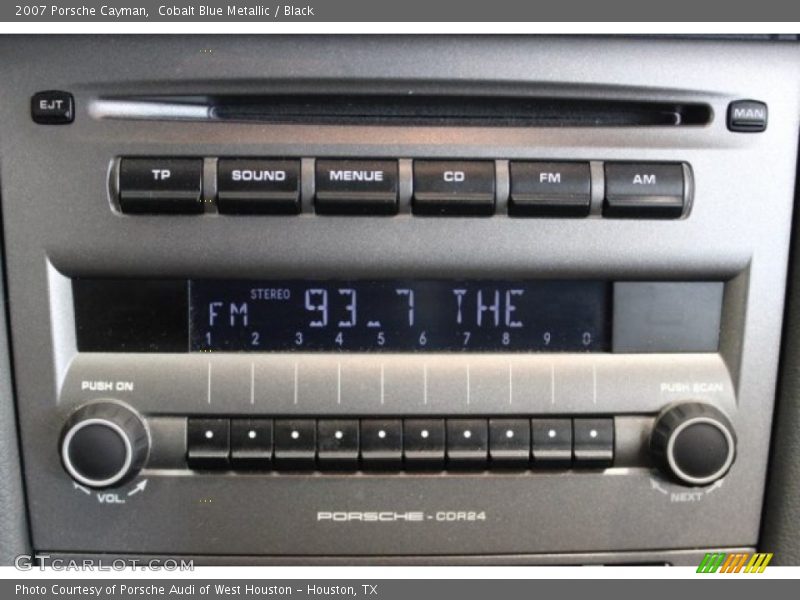 2007 Porsche Cayman,  Cobalt Blue Metallic / Black
EJT
MAN
TP SOUND MENUE CD FM AM
STEREO
FM 93.7 THE
1 2 3 4 5 6 7 8 9 0
PUSH ON
PUSH SCAN
VOL.
NEXT
PORSCHE - CDR24
GTCARLOT.COM
Photo Courtesy of Porsche Audi of West Houston - Houston, TX